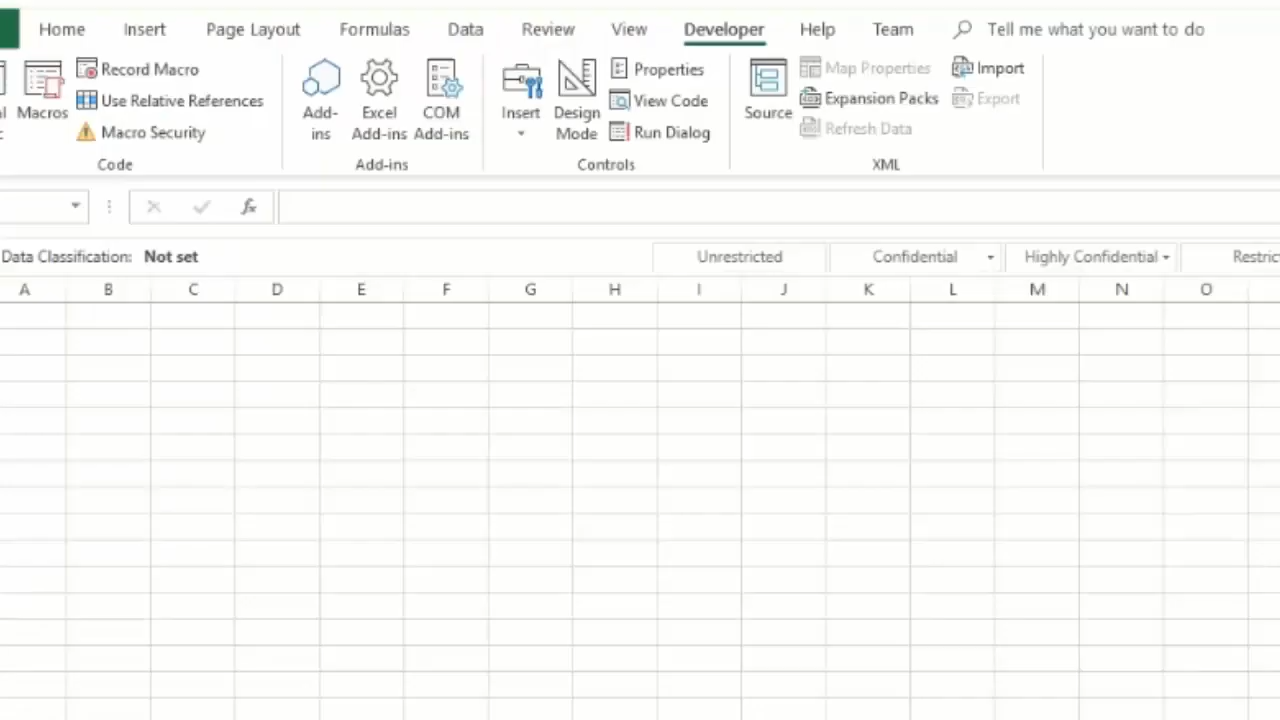 Home Insert Page Layout Formulas Data Review View Developer Help Team Tell me what you want to do
Macros
Record Macro
Use Relative References
Macro Security
Code
Add-
ins
Excel
Add-ins
COM
Add-ins
Add-ins
Insert
Design
Mode
Properties
View Code
Run Dialog
Controls
Source
Map Properties
Expansion Packs
Refresh Data
Import
Export
XML
fx
Data Classification: Not set Unrestricted Confidential Highly Confidential
A B C D E F G H I J K L M N O